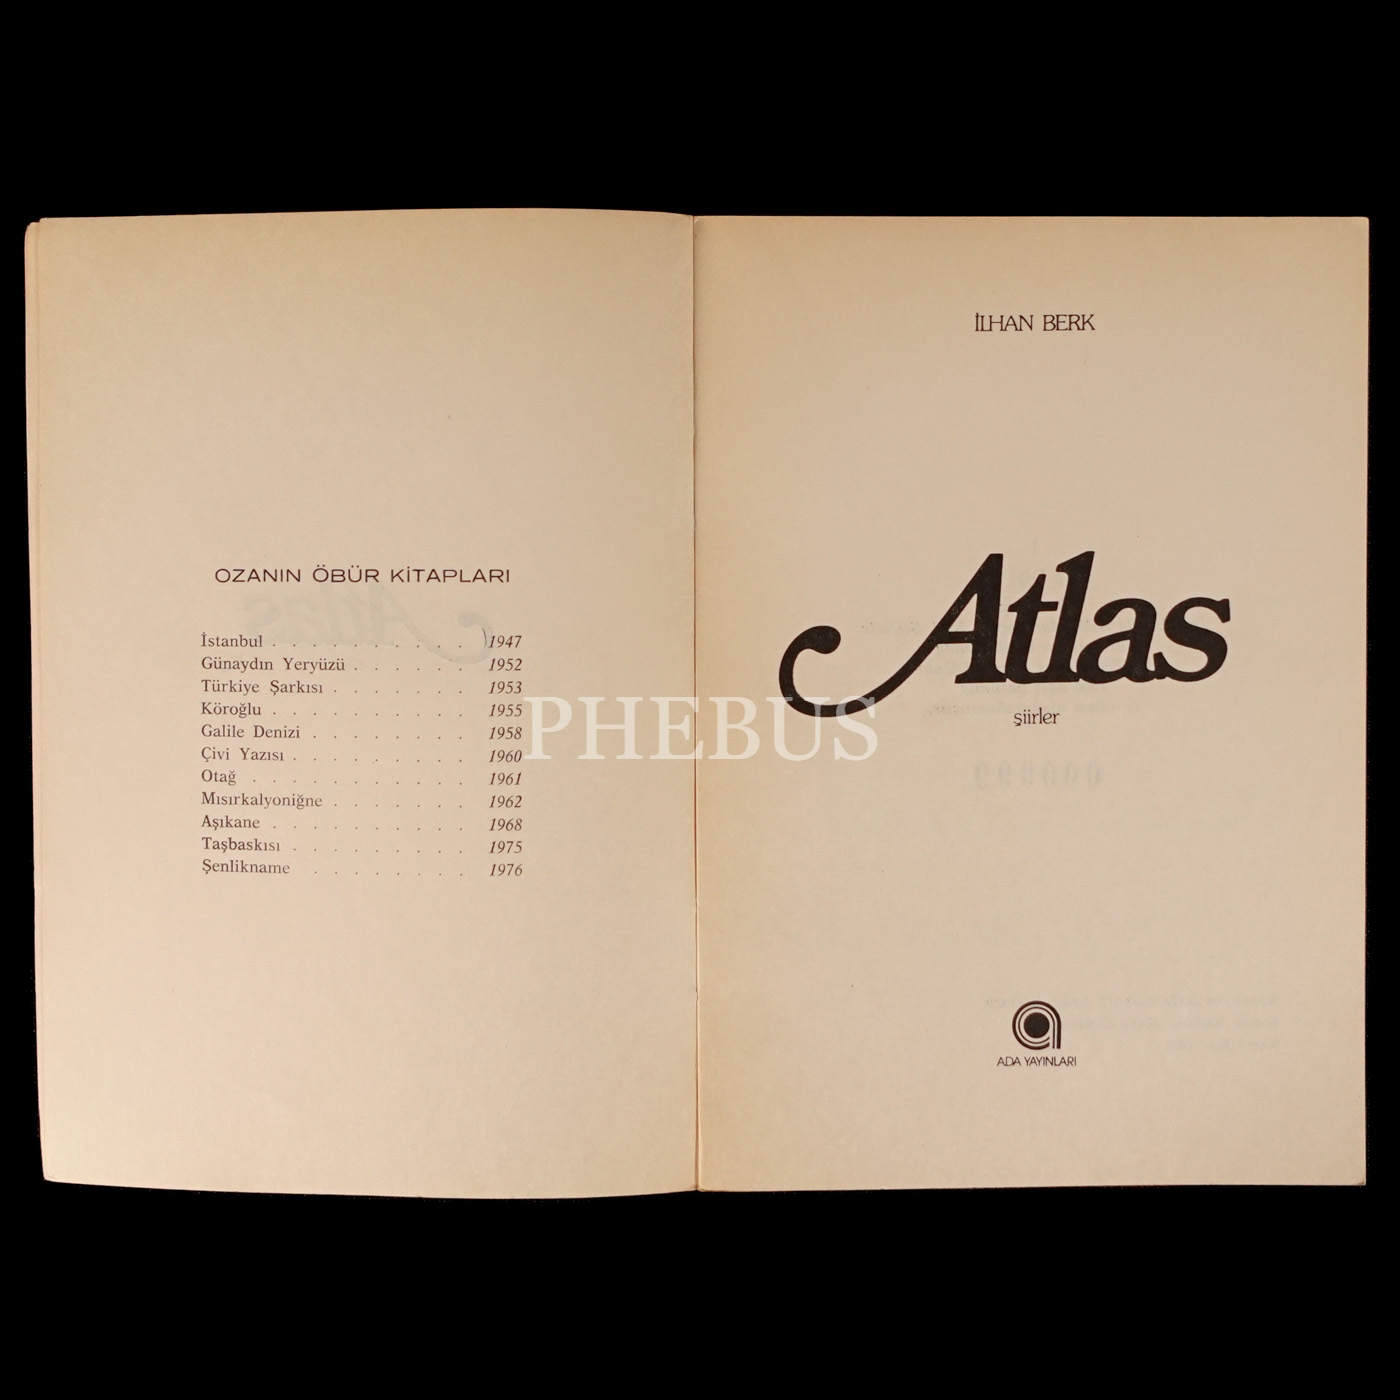 OZANIN ÖBÜR KİTAPLARI
İstanbul . . . . . . . . . . )1947
Günaydın Yeryüzü . . . . . . 1952
Türkiye Şarkısı . . . . . . . 1953
Köroğlu . . . . . . . . . . 1955
Galile Denizi . . . . . . . . 1958
Çivi Yazısı . . . . . . . . . 1960
Otağ . . . . . . . . . . . 1961
Mısırkalyoniğne . . . . . . . 1962
Aşıkane . . . . . . . . . . 1968
Taşbaskısı . . . . . . . . . 1975
Şenlikname . . . . . . . . 1976
PHEBUS
İLHAN BERK
Atlas
şiirler
ADA YAYINLARI